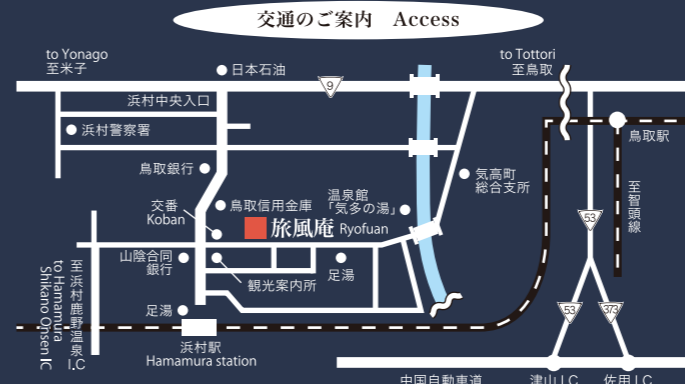 交通のご案内　Access
to Yonago
至米子
日本石油
9
to Tottori
至鳥取
浜村中央入口
浜村警察署
鳥取駅
鳥取銀行
気高町
総合支所
至智頭線
交番
Koban
鳥取信用金庫
温泉館
「気多の湯」
旅風庵 Ryofuan
53
山陰合同
銀行
観光案内所
足湯
至浜村鹿野温泉I.C
to Hamamura
Shikano Onsen IC
足湯
53
373
浜村駅
Hamamura station
中国自動車道
津山I.C
佐用I.C